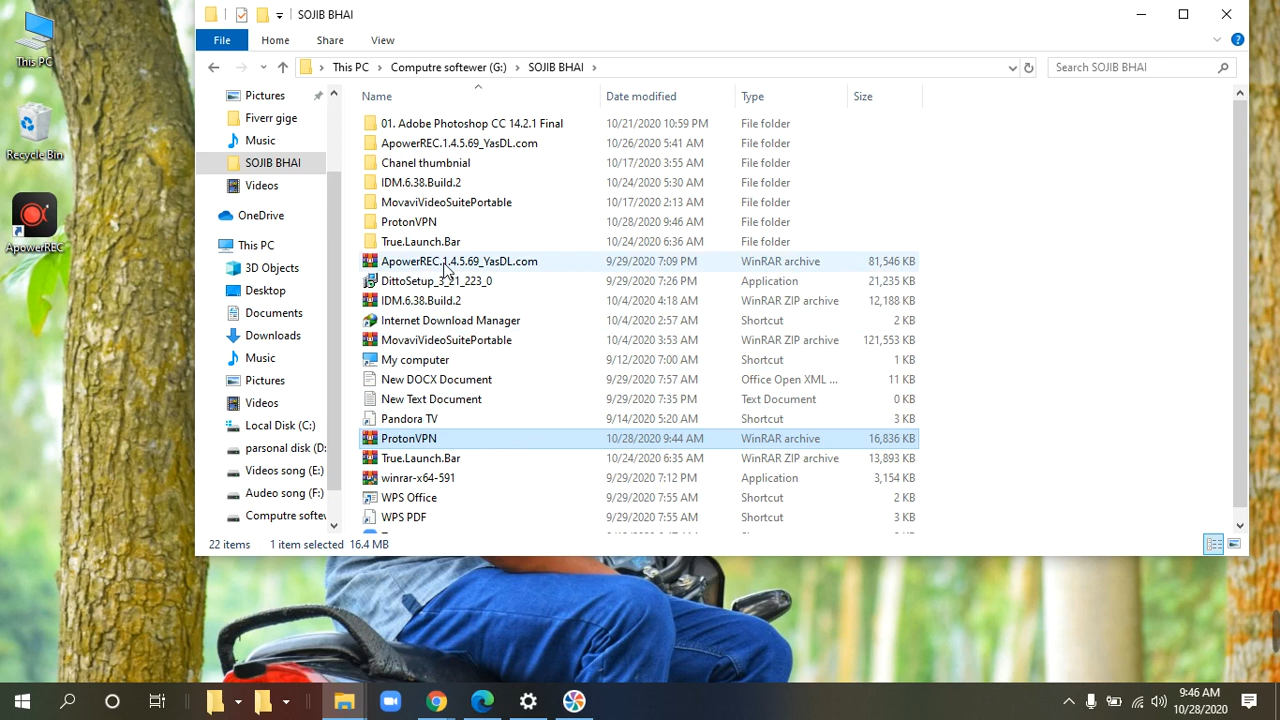 SOJIB BHAI
File Home Share View
This PC Computre softewer (G:) SOJIB BHAI
Search SOJIB BHAI
Name Date modified Type Size
This PC
Recycle Bin
ApowerREC
Pictures
Fiverr gige
Music
SOJIB BHAI
Videos
OneDrive
This PC
3D Objects
Desktop
Documents
Downloads
Music
Pictures
Videos
Local Disk (C:)
parsonal disk (D:
Videos song (E:)
Audeo song (F:)
Computre softew
01. Adobe Photoshop CC 14.2.1 Final 10/21/2020 10:59 PM File folder
ApowerREC.1.4.5.69_YasDL.com 10/26/2020 5:41 AM File folder
Chanel thumbnial 10/17/2020 3:55 AM File folder
IDM.6.38.Build.2 10/24/2020 5:30 AM File folder
MovaviVideoSuitePortable 10/17/2020 2:13 AM File folder
ProtonVPN 10/28/2020 9:46 AM File folder
True.Launch.Bar 10/24/2020 6:36 AM File folder
ApowerREC.1.4.5.69_YasDL.com 9/29/2020 7:09 PM WinRAR archive 81,546 KB
DittoSetup_3_21_223_0 9/29/2020 7:26 PM Application 21,235 KB
IDM.6.38.Build.2 10/4/2020 4:18 AM WinRAR ZIP archive 12,188 KB
Internet Download Manager 10/4/2020 2:57 AM Shortcut 2 KB
MovaviVideoSuitePortable 10/4/2020 3:53 AM WinRAR ZIP archive 121,553 KB
My computer 9/12/2020 7:00 AM Shortcut 1 KB
New DOCX Document 9/29/2020 7:57 AM Office Open XML ... 11 KB
New Text Document 9/29/2020 7:35 PM Text Document 0 KB
Pandora TV 9/14/2020 5:20 AM Shortcut 3 KB
ProtonVPN 10/28/2020 9:44 AM WinRAR archive 16,836 KB
True.Launch.Bar 10/24/2020 6:35 AM WinRAR ZIP archive 13,893 KB
winrar-x64-591 9/29/2020 7:12 PM Application 3,154 KB
WPS Office 9/29/2020 7:55 AM Shortcut 2 KB
WPS PDF 9/29/2020 7:55 AM Shortcut 3 KB
22 items 1 item selected 16.4 MB
9:46 AM
10/28/2020